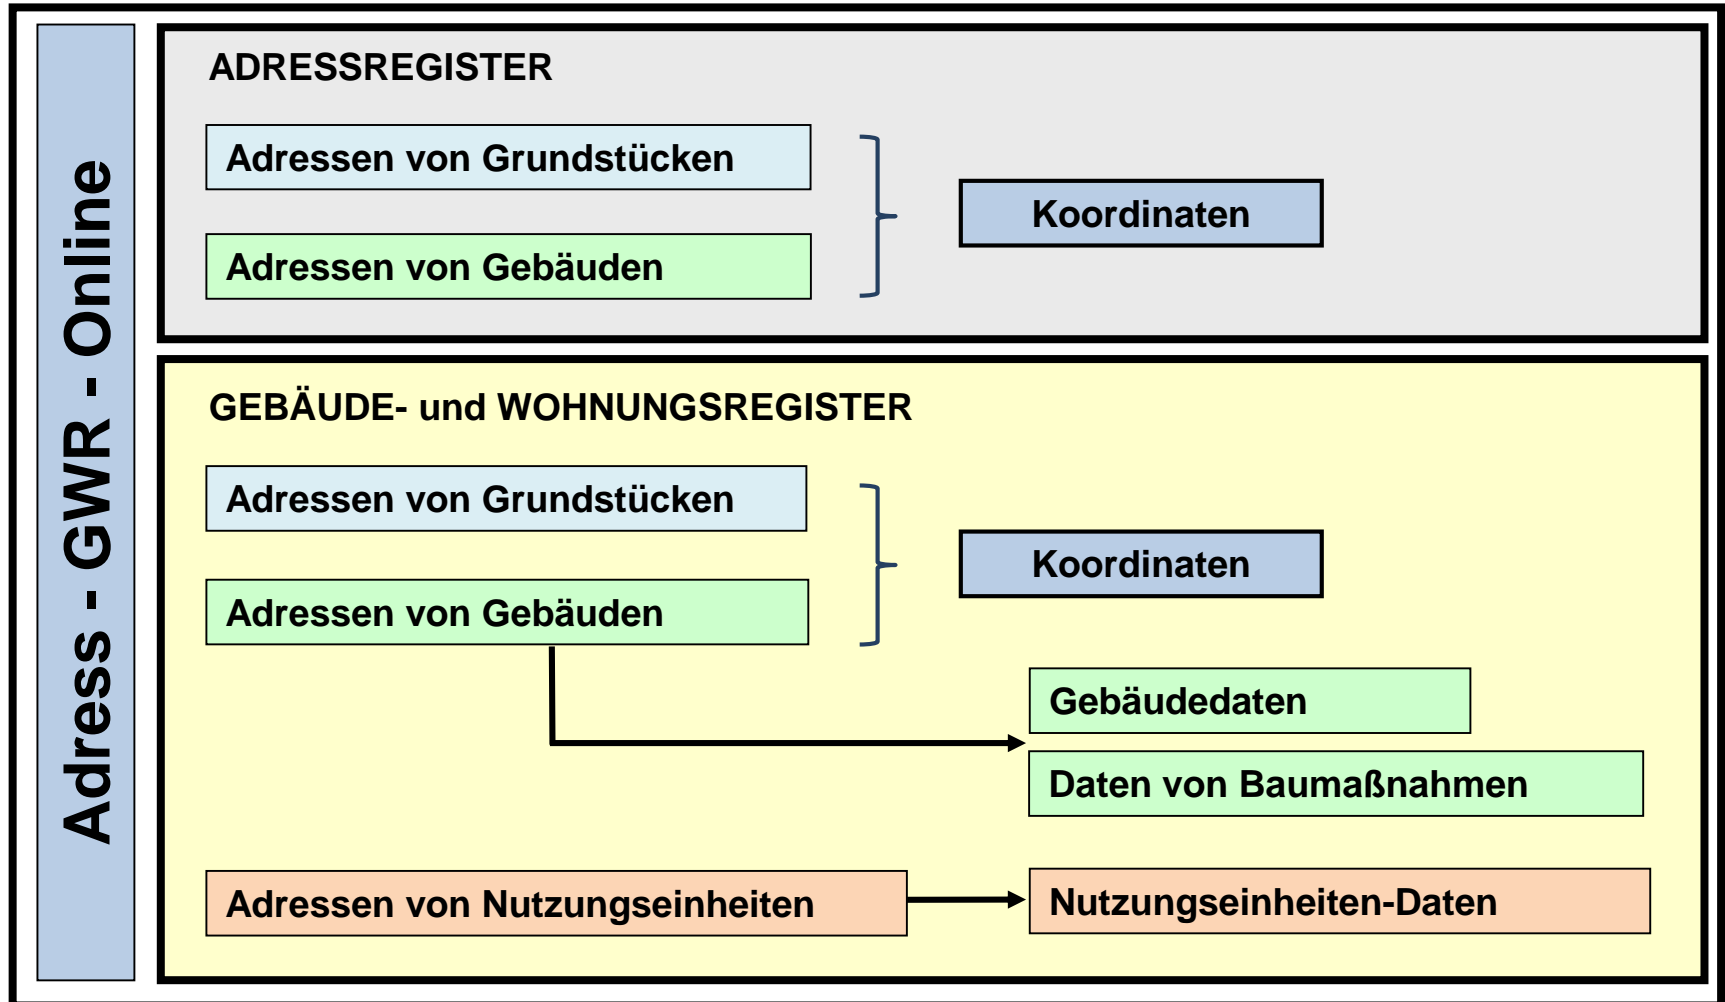 Adress - GWR - Online
ADRESSREGISTER
Adressen von Grundstücken
Adressen von Gebäuden
Koordinaten
GEBÄUDE- und WOHNUNGSREGISTER
Adressen von Grundstücken
Adressen von Gebäuden
Koordinaten
Gebäudedaten
Daten von Baumaßnahmen
Adressen von Nutzungseinheiten
Nutzungseinheiten-Daten